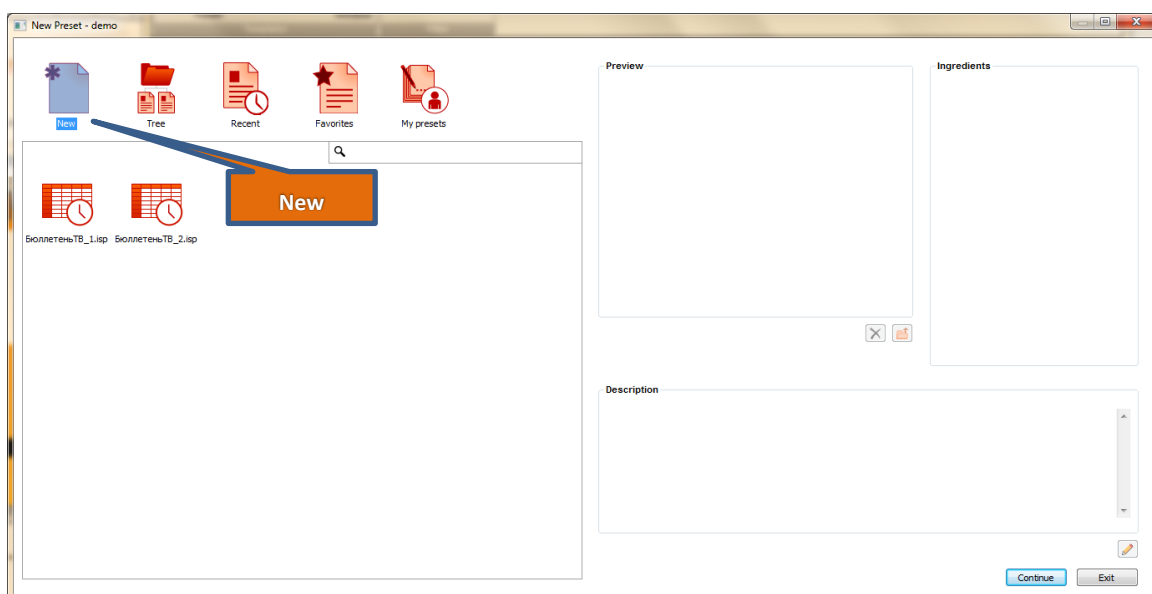 New Preset - demo
New
Tree
Recent
Favorites
My presets
New
БюллетеньТВ_1.isp
БюллетеньТВ_2.isp
Preview
Ingredients
Description
Continue
Exit